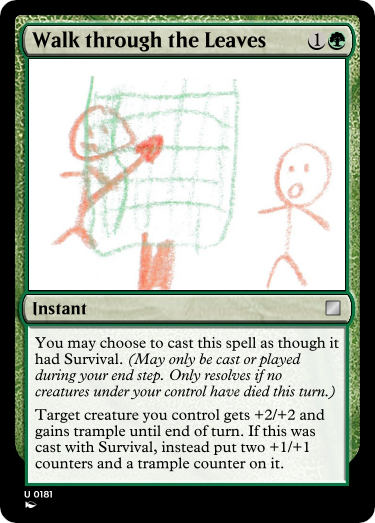 Walk through the Leaves 1
Instant
You may choose to cast this spell as though it
had Survival. (May only be cast or played
during your end step. Only resolves if no
creatures under your control have died this turn.)
Target creature you control gets +2/+2 and
gains trample until end of turn. If this was
cast with Survival, instead put two +1/+1
counters and a trample counter on it.
U 0181